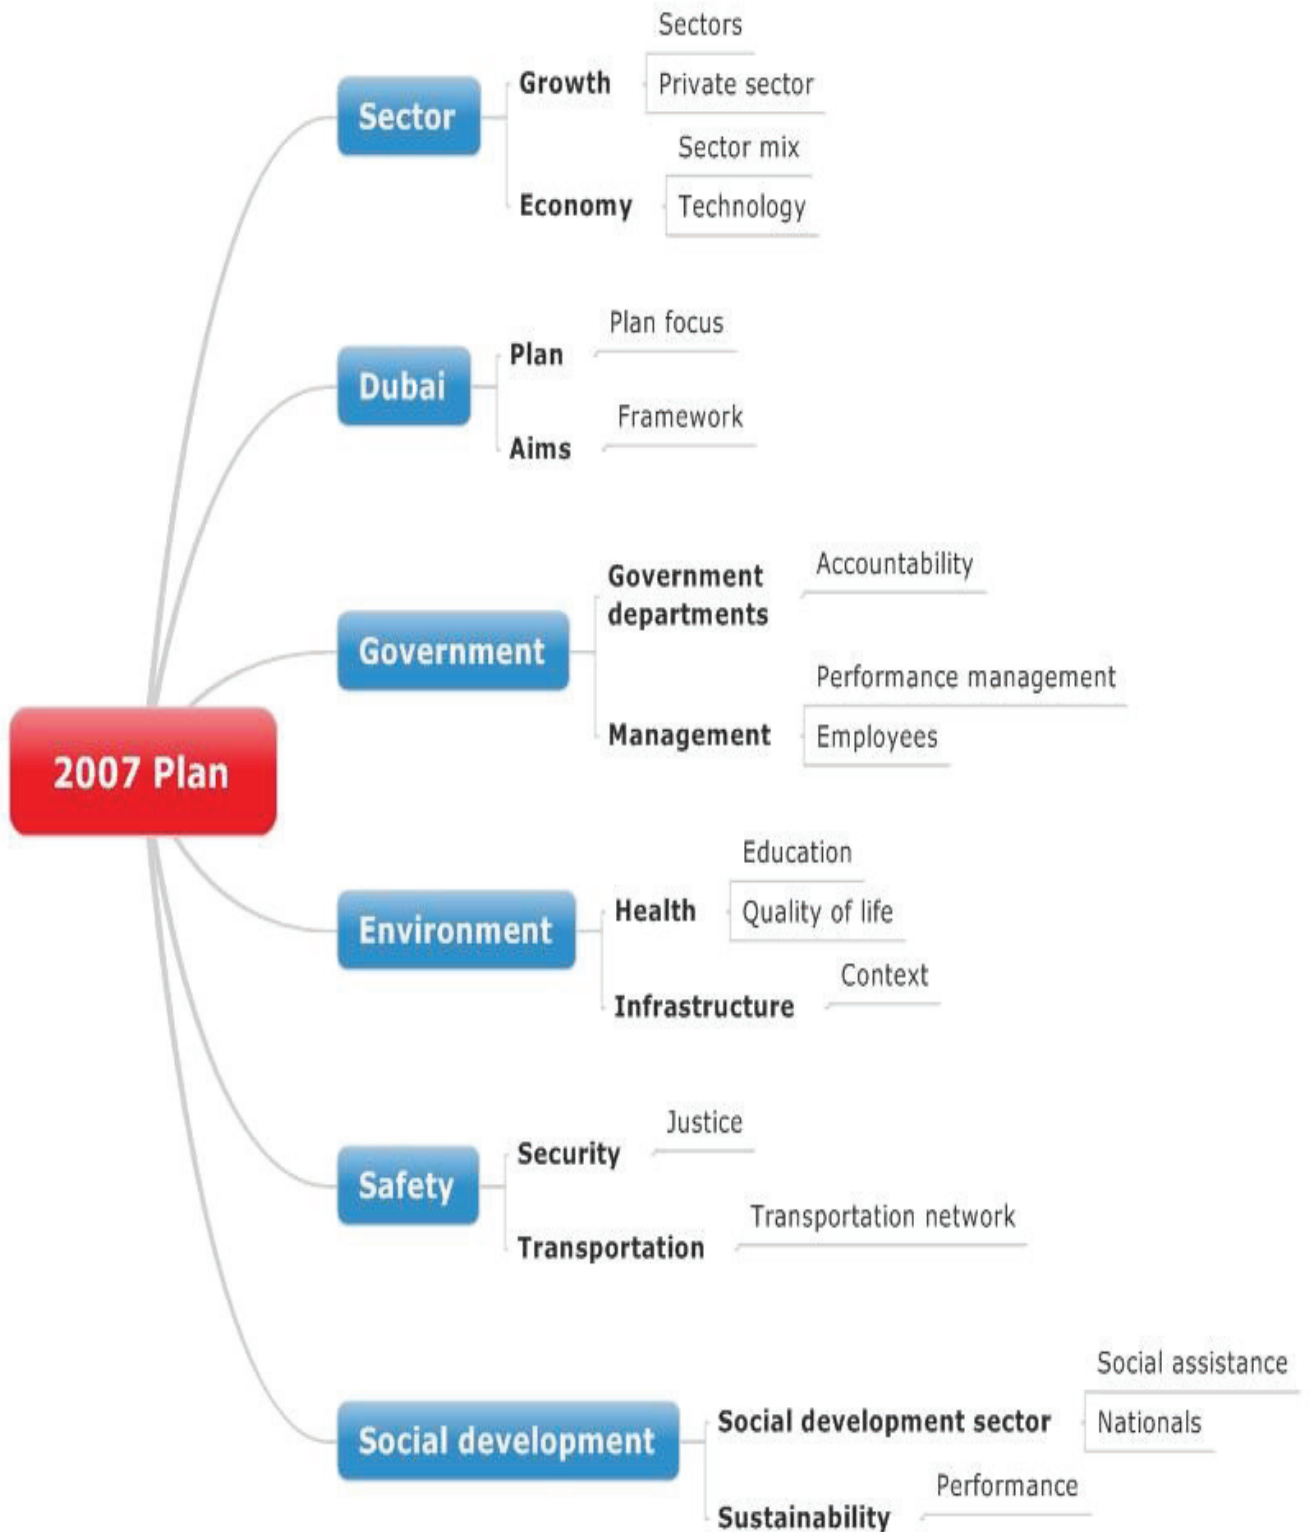 2007 Plan
Sector
Growth
Sectors
Private sector
Economy
Sector mix
Technology
Dubai
Plan
Plan focus
Aims
Framework
Government
Government
departments
Accountability
Management
Performance management
Employees
Environment
Health
Education
Quality of life
Infrastructure
Context
Safety
Security
Justice
Transportation
Transportation network
Social development
Social development sector
Social assistance
Nationals
Sustainability
Performance